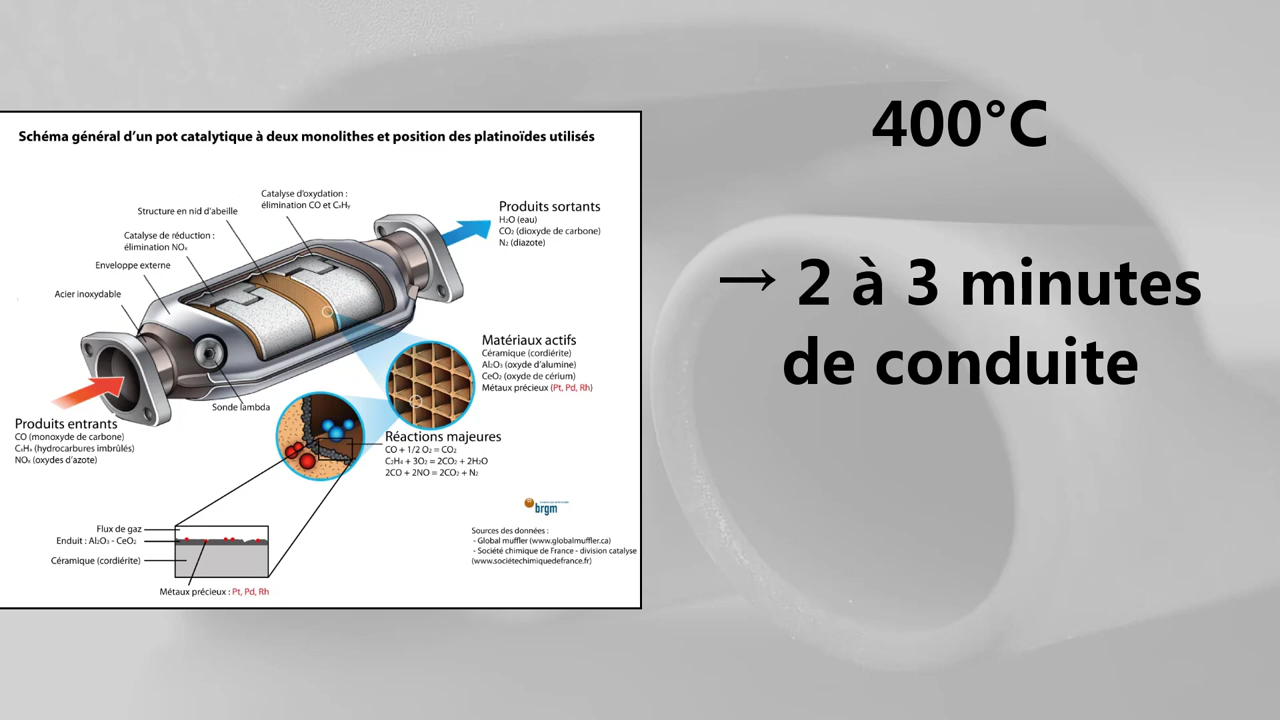 Schéma général d'un pot catalytique à deux monolithes et position des platinoïdes utilisés
Catalyse d'oxydation :
élimination CO et CₓHᵧ
Structure en nid d'abeille
Catalyse de réduction :
élimination NOₓ
Enveloppe externe
Acier inoxydable
Produits sortants
H₂O (eau)
CO₂ (dioxyde de carbone)
N₂ (diazote)
Matériaux actifs
Céramique (cordiérite)
Al₂O₃ (oxyde d'alumine)
CeO₂ (oxyde de cérium)
Métaux précieux (Pt, Pd, Rh)
Sonde lambda
Produits entrants
CO (monoxyde de carbone)
CₓHₓ (hydrocarbures imbrûlés)
NOₓ (oxydes d'azote)
Réactions majeures
CO + 1/2 O₂ = CO₂
C₂H₄ + 3O₂ = 2CO₂ + 2H₂O
2CO + 2NO = 2CO₂ + N₂
Flux de gaz
Enduit : Al₂O₃ - CeO₂
Céramique (cordiérite)
Métaux précieux : Pt, Pd, Rh
brgm
Sources des données :
- Global muffler (www.globalmuffler.ca)
- Société chimique de France - division catalyse
(www.sociétechimiquedefrance.fr)
400°C
→ 2 à 3 minutes
de conduite